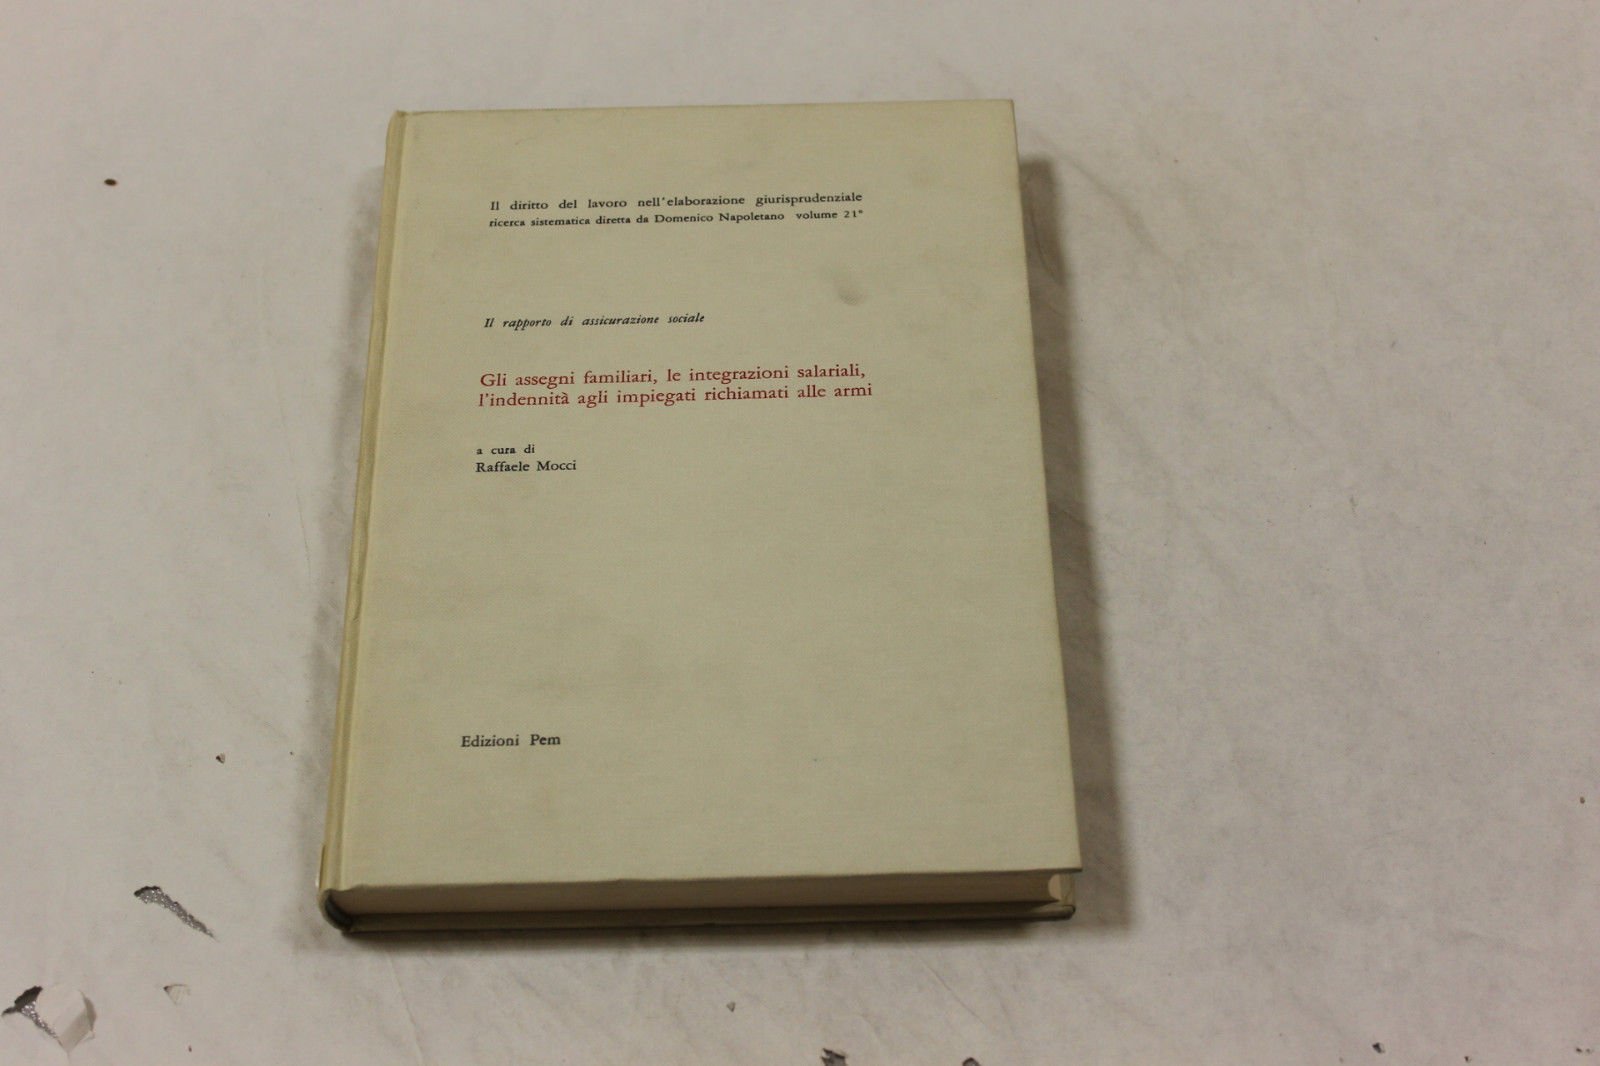 Il diritto del lavoro nell'elaborazione giurisprudenziale
ricerca sistematica diretta da Domenico Napoletano volume 21°
Il rapporto di assicurazione sociale
Gli assegni familiari, le integrazioni salariali,
l'indennità agli impiegati richiamati alle armi
a cura di
Raffaele Mocci
Edizioni Pem